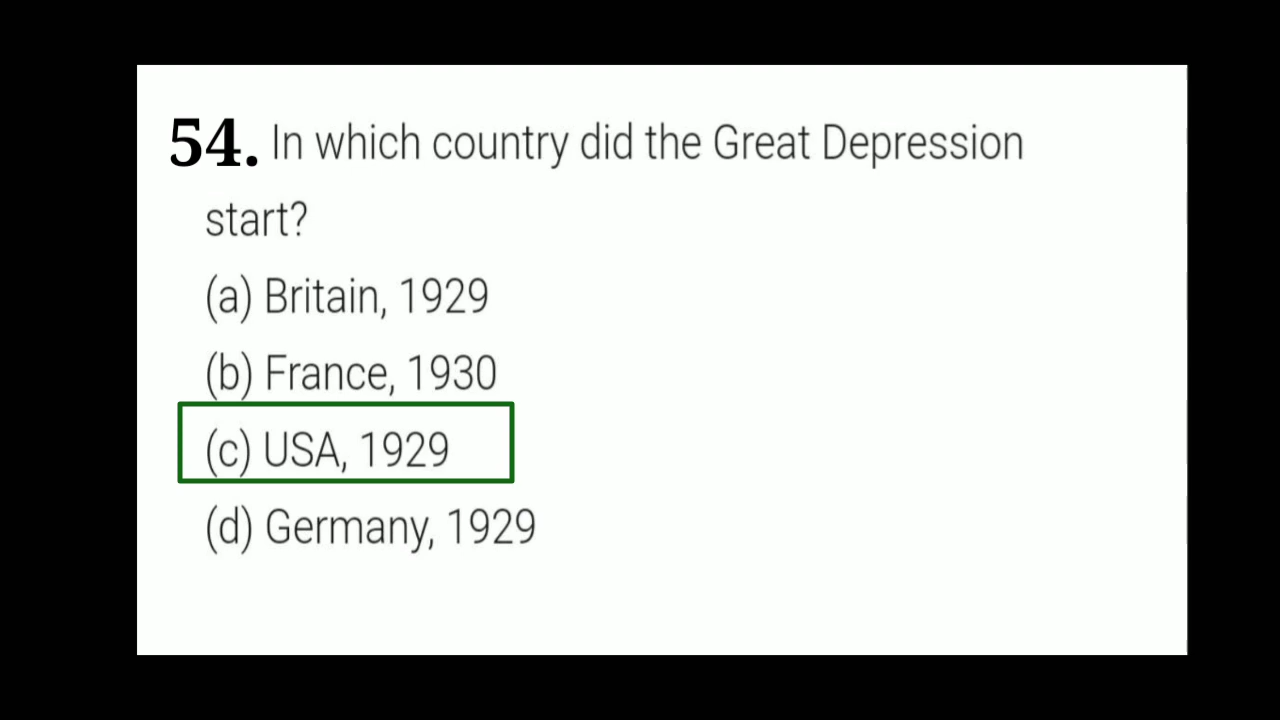 54. In which country did the Great Depression
start?
(a) Britain, 1929
(b) France, 1930
(c) USA, 1929
(d) Germany, 1929